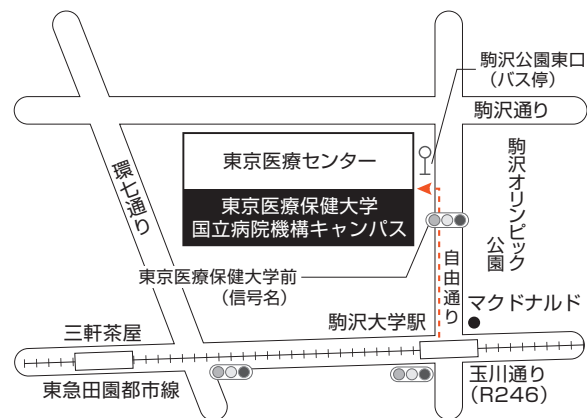 駒沢公園東口
（バス停）
駒沢通り
東京医療センター
東京医療保健大学
国立病院機構キャンパス
環七通り
駒沢オリンピック
公園
東京医療保健大学前
（信号名）
自由通り
マクドナルド
駒沢大学駅
三軒茶屋
東急田園都市線
玉川通り
（R246）